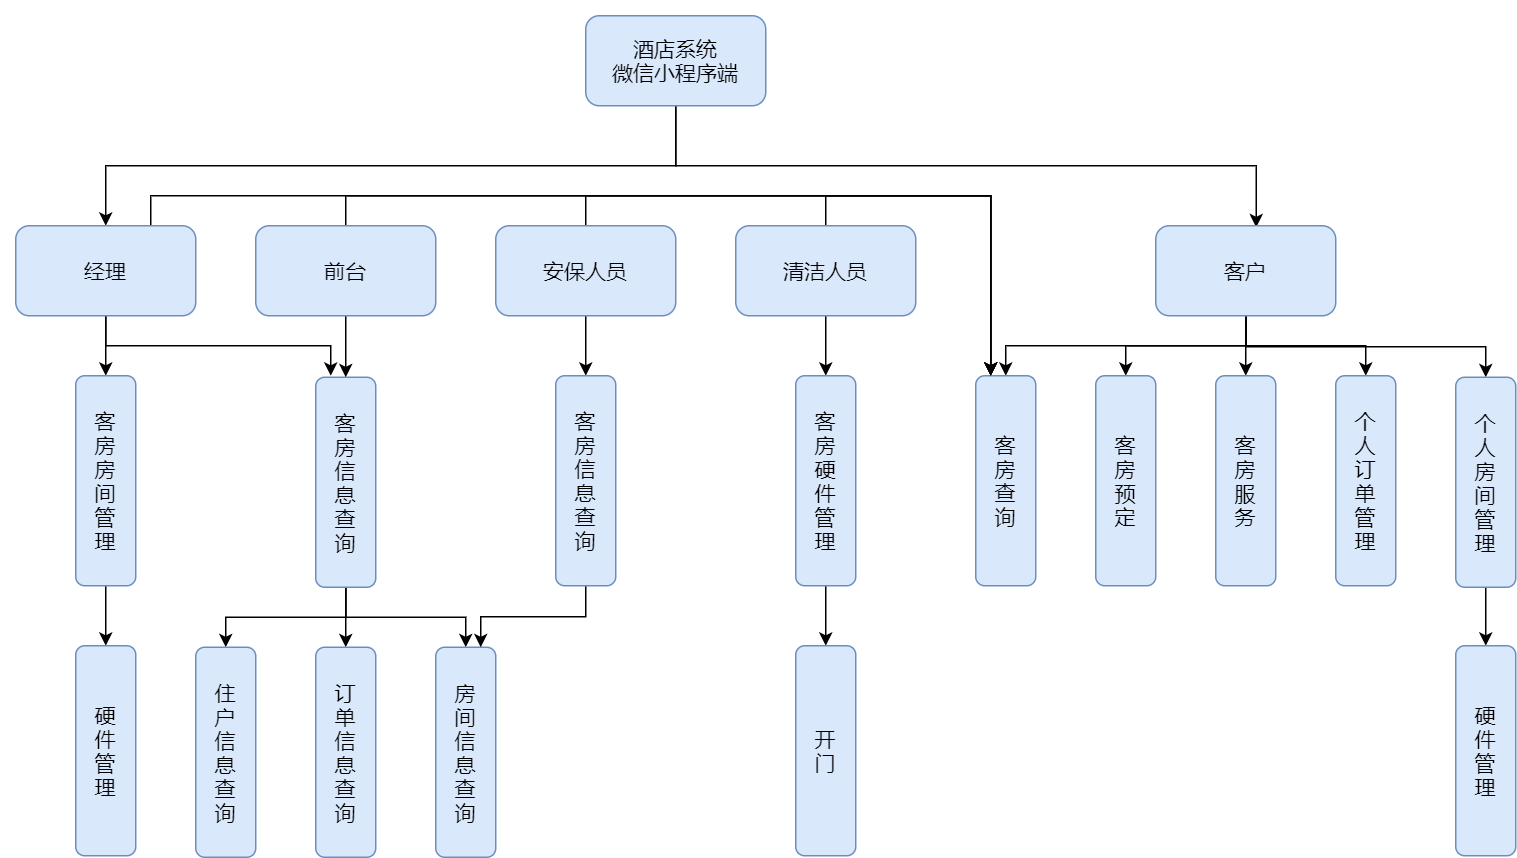 酒店系统
微信小程序端
经理
前台
安保人员
清洁人员
客户
客房房间管理
客房信息查询
客房信息查询
客房硬件管理
客房查询
客房预定
客房服务
个人订单管理
个人房间管理
硬件管理
住户信息查询
订单信息查询
房间信息查询
开门
硬件管理